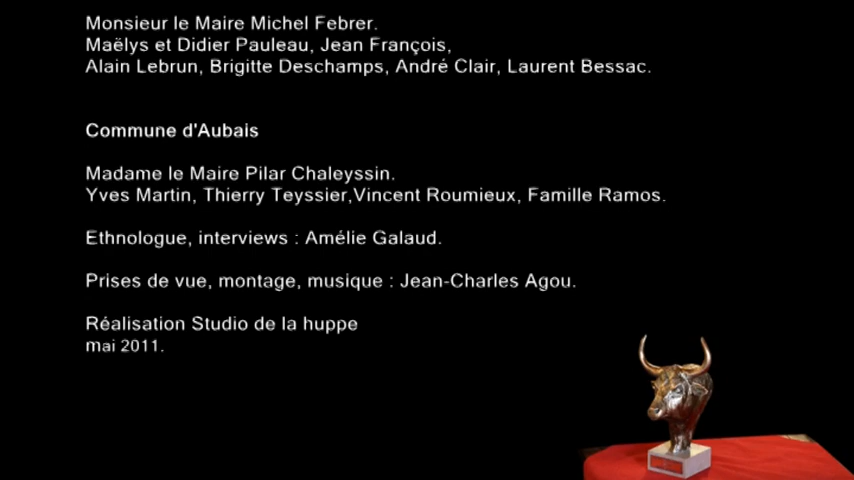 Monsieur le Maire Michel Febrer.
Maëlys et Didier Pauleau, Jean François,
Alain Lebrun, Brigitte Deschamps, André Clair, Laurent Bessac.
Commune d'Aubais
Madame le Maire Pilar Chaleyssin.
Yves Martin, Thierry Teyssier,Vincent Roumieux, Famille Ramos.
Ethnologue, interviews : Amélie Galaud.
Prises de vue, montage, musique : Jean-Charles Agou.
Réalisation Studio de la huppe
mai 2011.